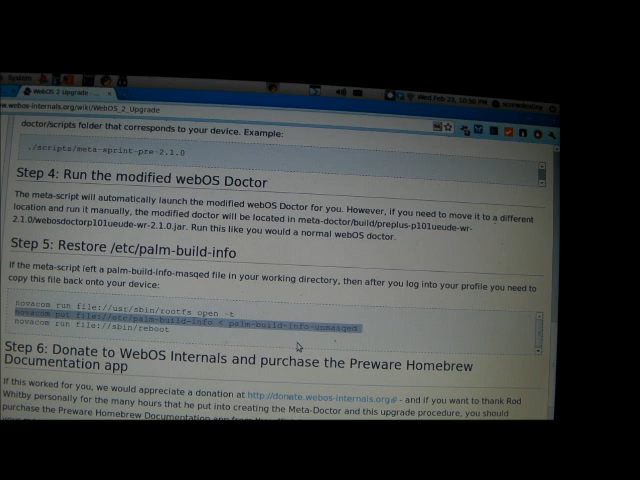 System
WebOS 2 Upgrade
Wed Feb 23, 10:56 PM
w.webos-internals.org/wiki/WebOS_2_Upgrade
doctor/scripts folder that corresponds to your device. Example:
./scripts/meta-sprint-pre-2.1.0
Step 4: Run the modified webOS Doctor
The meta-script will automatically launch the modified webOS Doctor for you. However, if you need to move it to a different
location and run it manually, the modified doctor will be located in meta-doctor/build/preplus-p101ueude-wr-
2.1.0/webosdoctorp101ueude-wr-2.1.0.jar. Run this like you would a normal webOS doctor.
Step 5: Restore /etc/palm-build-info
If the meta-script left a palm-build-info-masqed file in your working directory, then after you log into your profile you need to
copy this file back onto your device:
novacom run file://usr/sbin/rootfs_open -t
novacom put file://etc/palm-build-info < palm-build-info-unmasqed
novacom run file://sbin/reboot
Step 6: Donate to WebOS Internals and purchase the Preware Homebrew
Documentation app
If this worked for you, we would appreciate a donation at http://donate.webos-internals.org - and if you want to thank Rod
Whitby personally for the many hours that he put into creating the Meta-Doctor and this upgrade procedure, you should
purchase the Preware Homebrew Documentation app from the